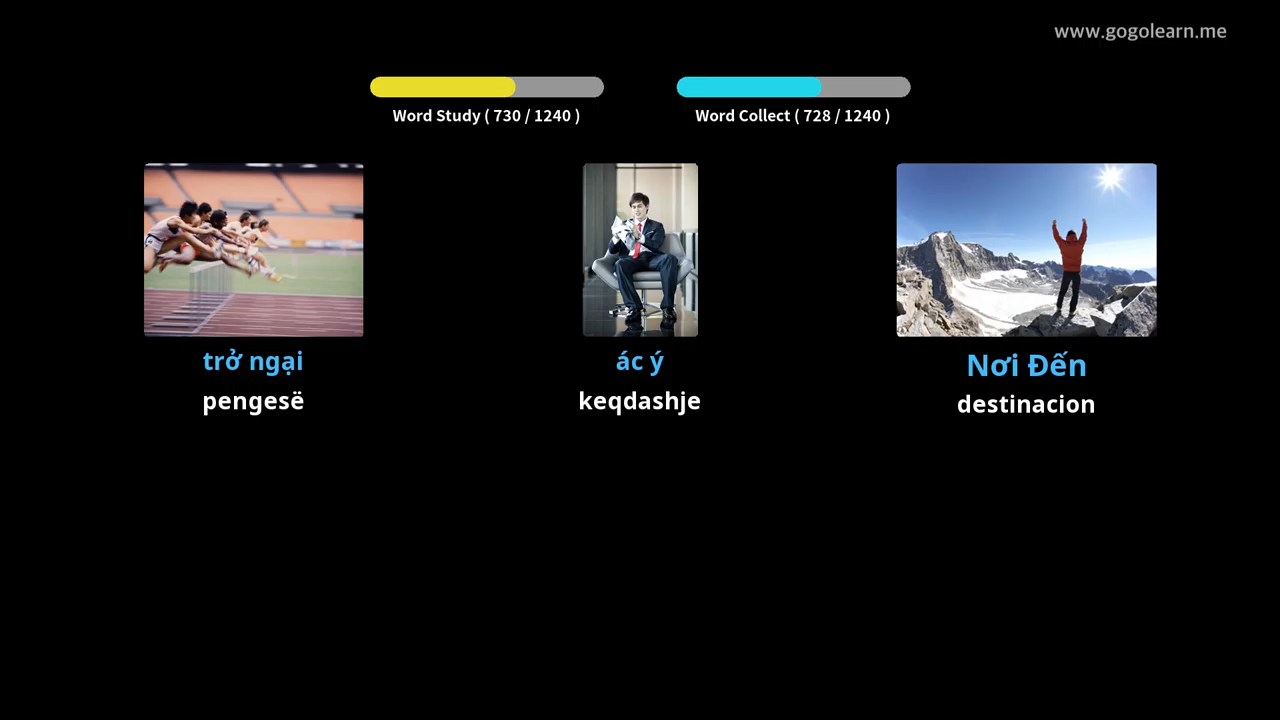 www.gogolearn.me
Word Study ( 730 / 1240 )
Word Collect ( 728 / 1240 )
trở ngại
pengesë
ác ý
keqdashje
Nơi Đến
destinacion